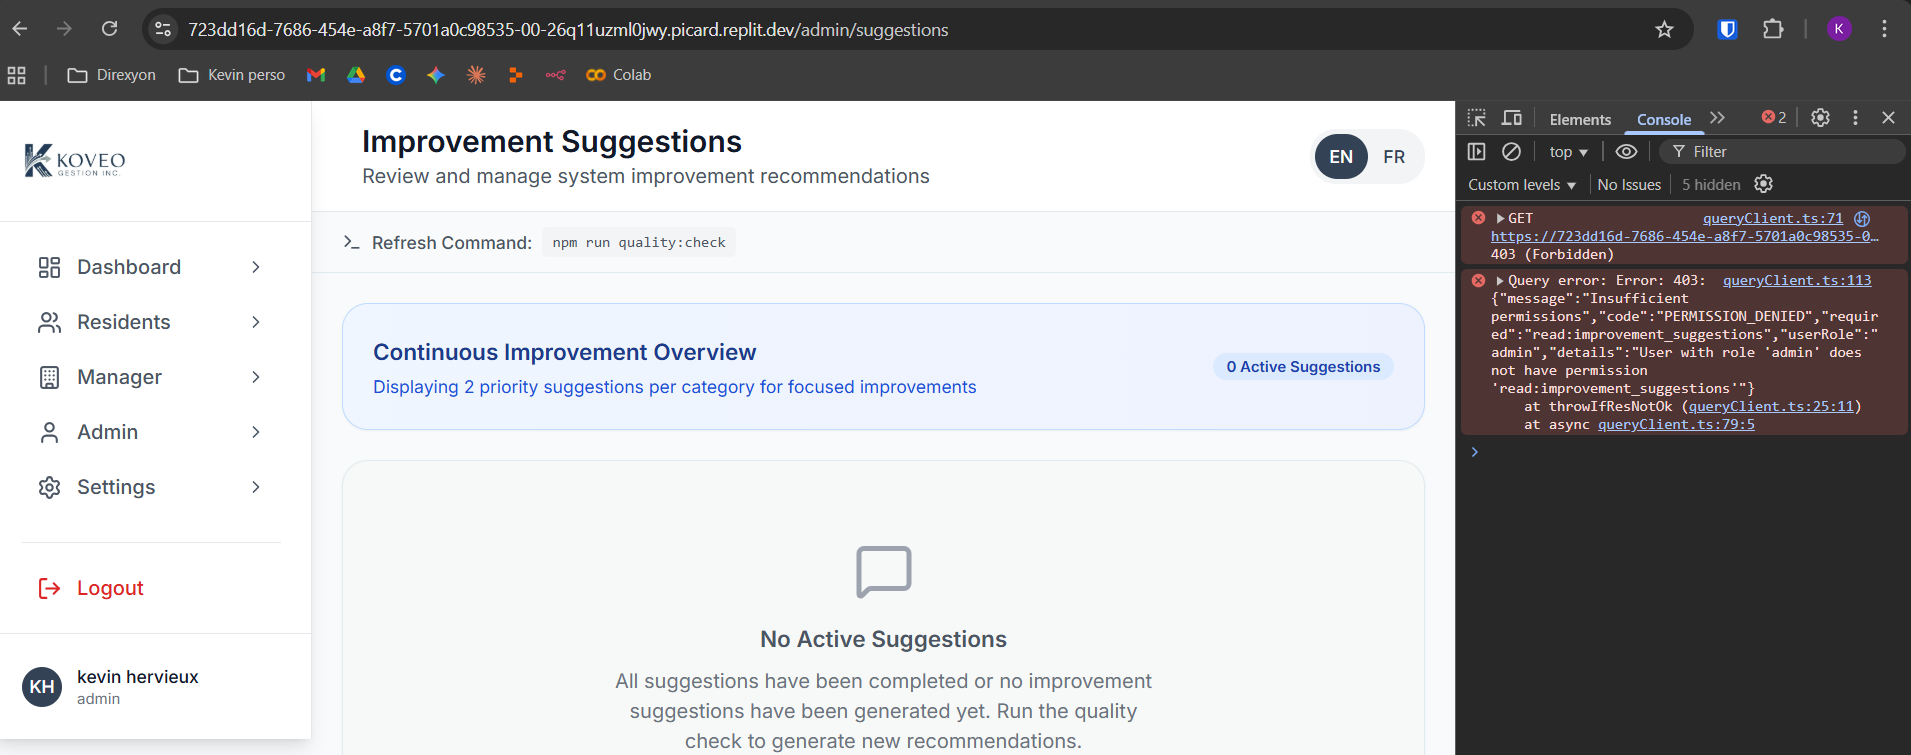 723dd16d-7686-454e-a8f7-5701a0c98535-00-26q11uzml0jwy.picard.replit.dev/admin/suggestions
K
Direxyon
Kevin perso
Colab
KOVEO
GESTION INC.
Dashboard
Residents
Manager
Admin
Settings
Logout
KH
kevin hervieux
admin
Improvement Suggestions
Review and manage system improvement recommendations
EN
FR
Refresh Command:
npm run quality:check
Continuous Improvement Overview
Displaying 2 priority suggestions per category for focused improvements
0 Active Suggestions
No Active Suggestions
All suggestions have been completed or no improvement
suggestions have been generated yet. Run the quality
check to generate new recommendations.
Elements
Console
2
top
Filter
Custom levels
No Issues
5 hidden
GET queryClient.ts:71
https://723dd16d-7686-454e-a8f7-5701a0c98535-0…
403 (Forbidden)
Query error: Error: 403: queryClient.ts:113
{"message":"Insufficient
permissions","code":"PERMISSION_DENIED","requir
ed":"read:improvement_suggestions","userRole":"
admin","details":"User with role 'admin' does
not have permission
'read:improvement_suggestions'"}
at throwIfResNotOk (queryClient.ts:25:11)
at async queryClient.ts:79:5